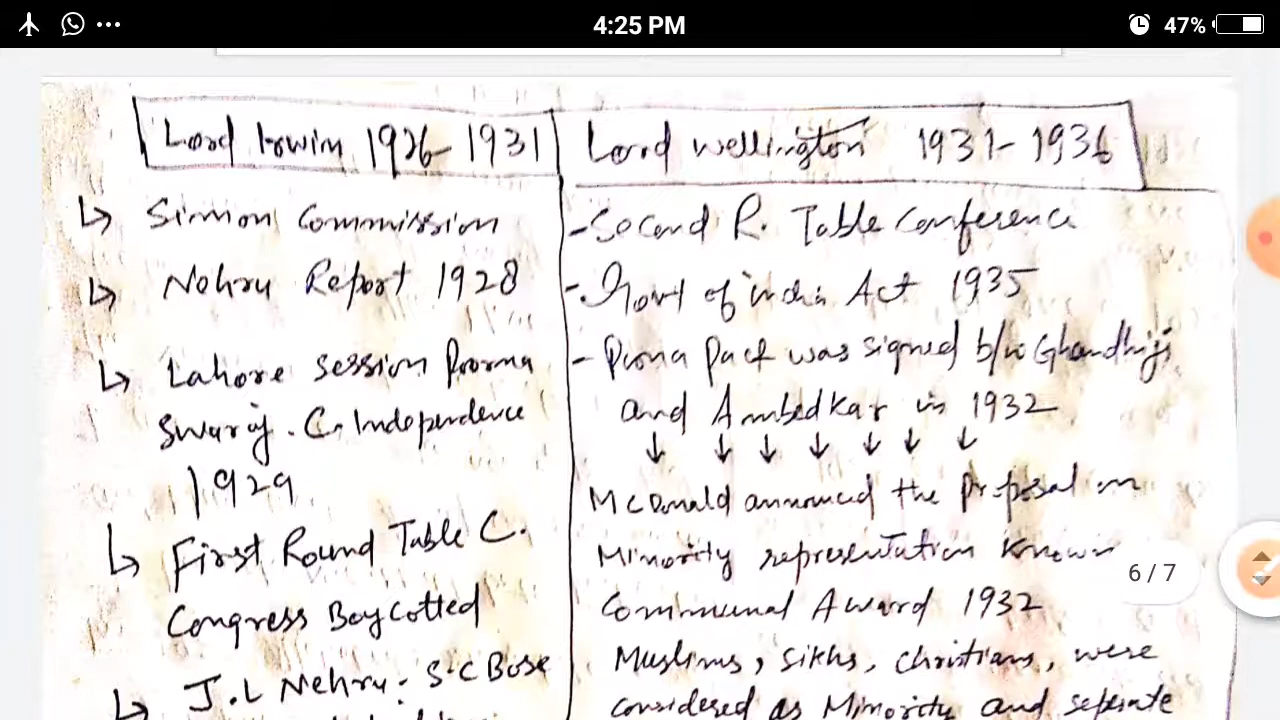 4:25 PM
47%
Lord Irwin 1926-1931
↳ Simon Commission
↳ Nehru Report 1928
↳ Lahore session Poorna
Swaraj. C. Independence
1929
↳ First Round Table C.
Congress Boycotted
↳ J.L Nehru. S.C Bose
Lord Wellington 1931-1936
-Second R. Table Conference
-Govt of India Act 1935
- Puna Pact was signed b/w Ghandhiji
and Ambedkar in 1932
↓ ↓ ↓ ↓ ↓ ↓ ↓
McDonald announced the Proposal on
Minority representation known
Communal Award 1932
Muslims, Sikhs, Christians, were
considered as Minority and seperate
6 / 7